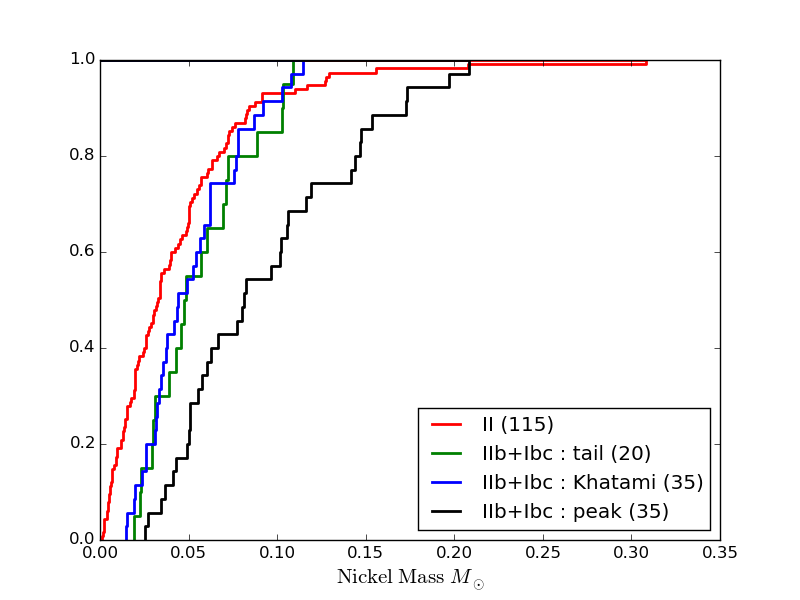 1.0
0.8
0.6
0.4
0.2
0.0
0.00 0.05 0.10 0.15 0.20 0.25 0.30 0.35
Nickel Mass M⊙
II (115)
IIb+Ibc : tail (20)
IIb+Ibc : Khatami (35)
IIb+Ibc : peak (35)